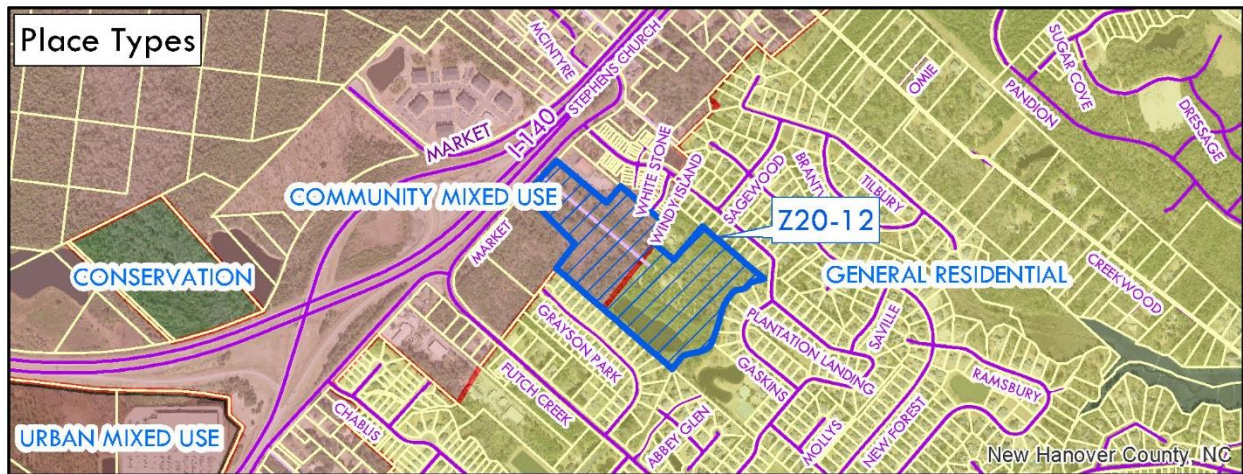 Place Types
MCINTYRE
STEPHENS CHURCH
I-140
MARKET
OMIE
SUGAR COVE
PANDION
DRESSAGE
COMMUNITY MIXED USE
WHITE STONE
WINDY ISLAND
SAGEWOOD
BRANTY
TILBURY
Z20-12
CONSERVATION
MARKET
GENERAL RESIDENTIAL
CREEKWOOD
GRAYSON PARK
PLANTATION LANDING
SAVILLE
FUTCH CREEK
GASKINS
RAMSBURY
CHABLIS
ABBEY GLEN
MOLLYS
NEW FOREST
URBAN MIXED USE
New Hanover County, NC